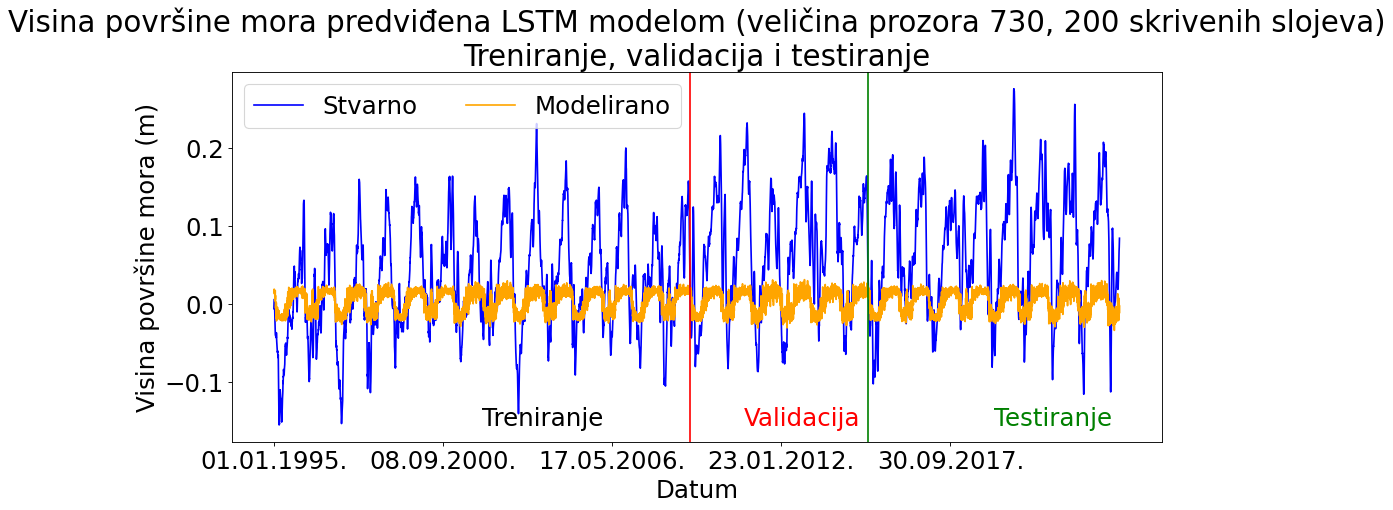 Visina površine mora predviđena LSTM modelom (veličina prozora 730, 200 skrivenih slojeva)
Treniranje, validacija i testiranje
Stvarno
Modelirano
Visina površine mora (m)
0.2
0.1
0.0
−0.1
Treniranje
Validacija
Testiranje
01.01.1995.
08.09.2000.
17.05.2006.
23.01.2012.
30.09.2017.
Datum